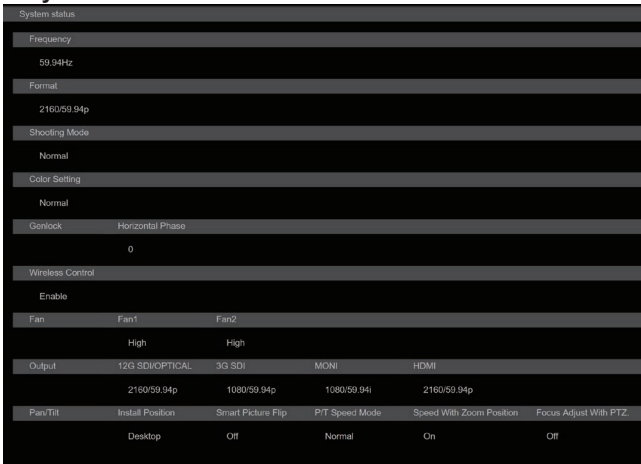 System status
Frequency
59.94Hz
Format
2160/59.94p
Shooting Mode
Normal
Color Setting
Normal
Genlock Horizontal Phase
0
Wireless Control
Enable
Fan Fan1 Fan2
High High
Output 12G SDI/OPTICAL 3G SDI MONI HDMI
2160/59.94p 1080/59.94p 1080/59.94i 2160/59.94p
Pan/Tilt Install Position Smart Picture Flip P/T Speed Mode Speed With Zoom Position Focus Adjust With PTZ.
Desktop Off Normal On Off